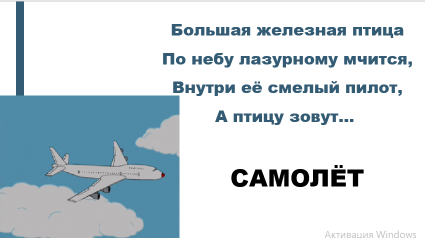 Большая железная птица
По небу лазурному мчится,
Внутри её смелый пилот,
А птицу зовут...
САМОЛЁТ
Активация Windows